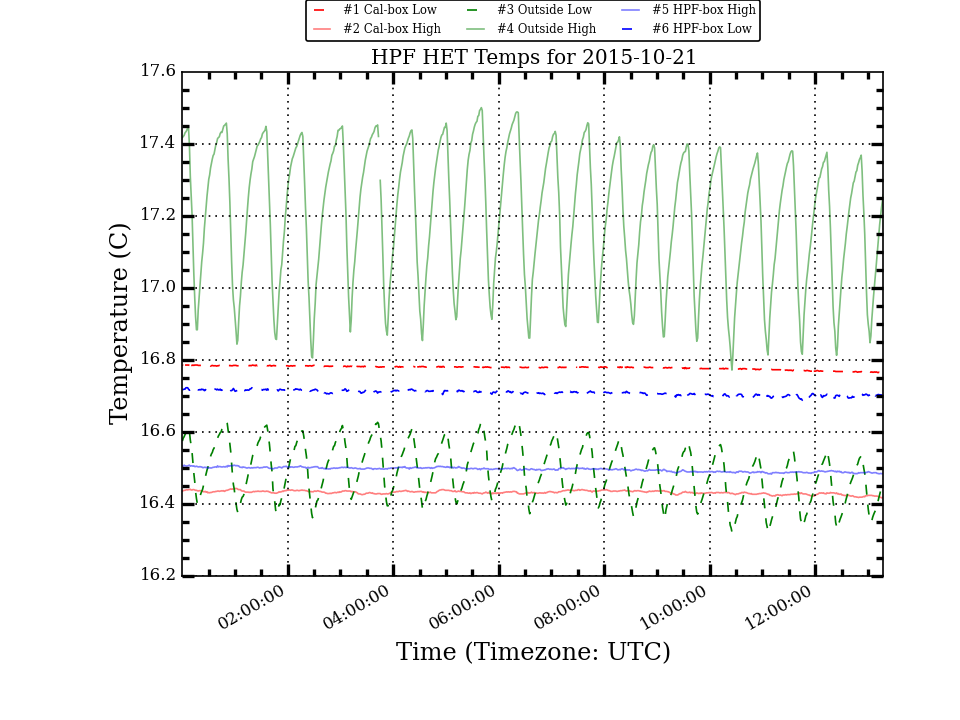 #1 Cal-box Low #3 Outside Low #5 HPF-box High
#2 Cal-box High #4 Outside High #6 HPF-box Low
HPF HET Temps for 2015-10-21
17.6
17.4
17.2
17.0
16.8
16.6
16.4
16.2
Temperature (C)
02:00:00 04:00:00 06:00:00 08:00:00 10:00:00 12:00:00
Time (Timezone: UTC)